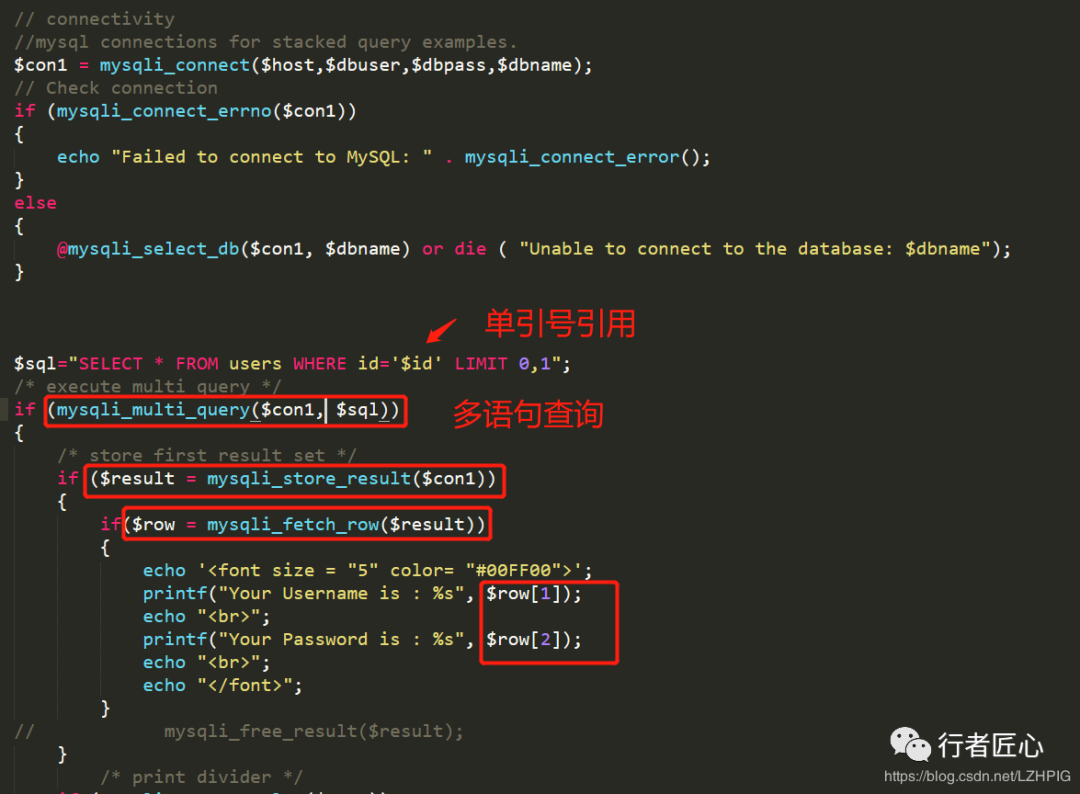 // connectivity
//mysql connections for stacked query examples.
$con1 = mysqli_connect($host,$dbuser,$dbpass,$dbname);
// Check connection
if (mysqli_connect_errno($con1))
{
    echo "Failed to connect to MySQL: " . mysqli_connect_error();
}
else
{
    @mysqli_select_db($con1, $dbname) or die ( "Unable to connect to the database: $dbname");
}
单引号引用
$sql="SELECT * FROM users WHERE id='$id' LIMIT 0,1";
/* execute multi query */
if (mysqli_multi_query($con1, $sql))
多语句查询
{
    /* store first result set */
    if ($result = mysqli_store_result($con1))
    {
        if($row = mysqli_fetch_row($result))
        {
            echo '<font size = "5" color= "#00FF00">';
            printf("Your Username is : %s", $row[1]);
            echo "<br>";
            printf("Your Password is : %s", $row[2]);
            echo "<br>";
            echo "</font>";
        }
//            mysqli_free_result($result);
    }
        /* print divider */
行者匠心
https://blog.csdn.net/LZHPIG